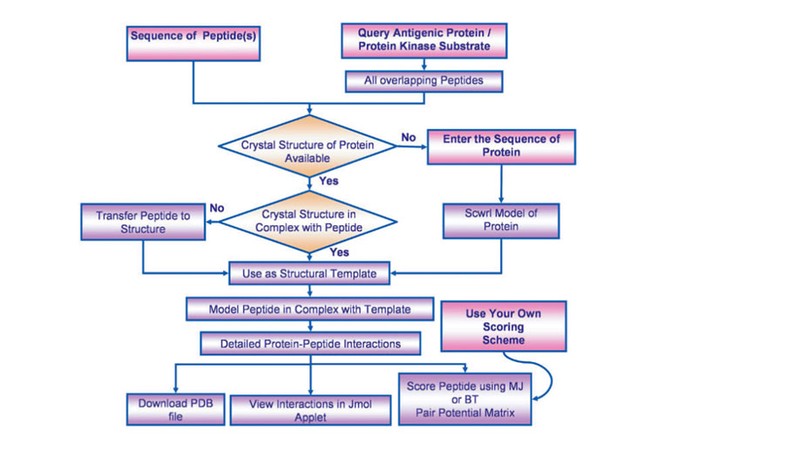 Sequence of Peptide(s)
Query Antigenic Protein /
Protein Kinase Substrate
All overlapping Peptides
Crystal Structure of Protein
Available
No
Enter the Sequence of
Protein
Yes
Transfer Peptide to
Structure
No
Crystal Structure in
Complex with Peptide
Scwrl Model of
Protein
Yes
Use as Structural Template
Model Peptide in Complex with Template
Use Your Own
Scoring
Scheme
Detailed Protein-Peptide Interactions
Download PDB
file
View Interactions in Jmol
Applet
Score Peptide using MJ
or BT
Pair Potential Matrix